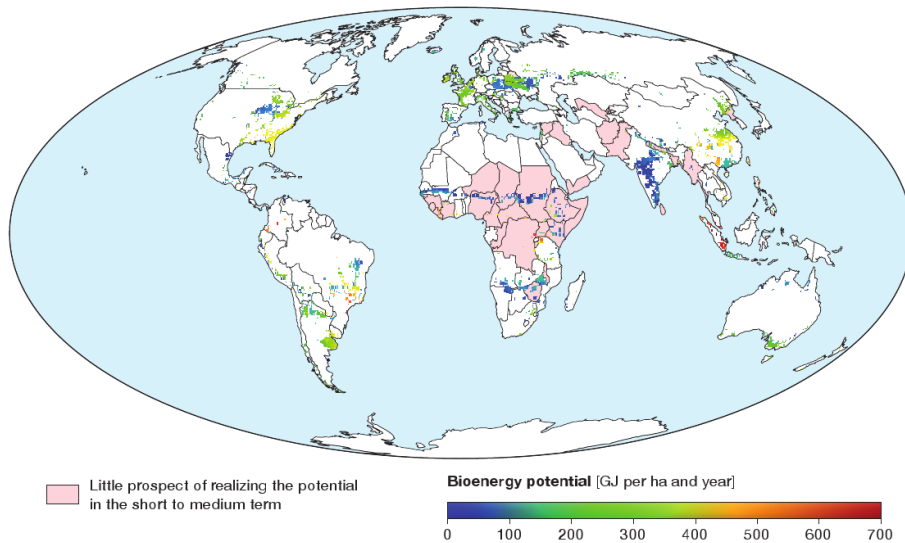 Little prospect of realizing the potential
in the short to medium term
Bioenergy potential [GJ per ha and year]
0 100 200 300 400 500 600 700